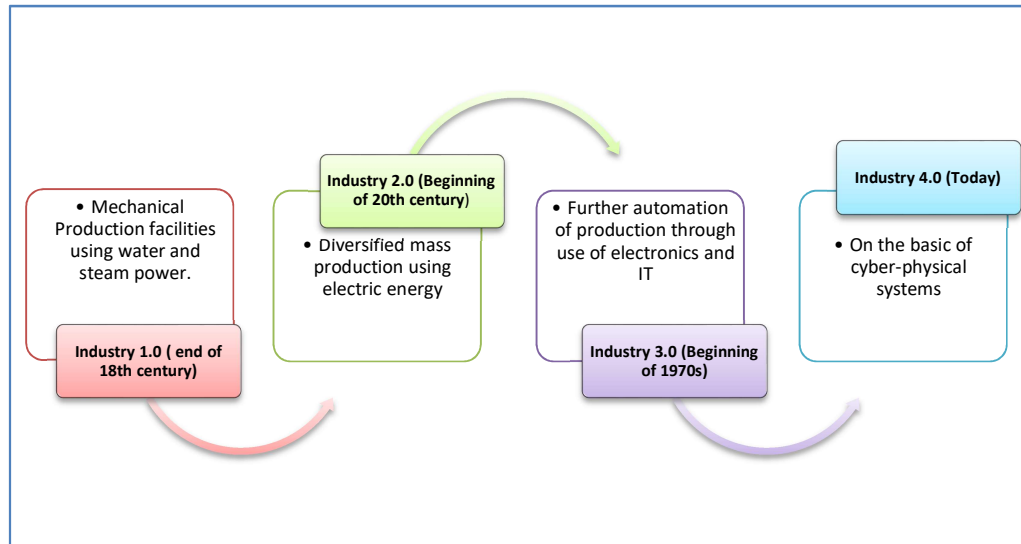 • Mechanical
Production facilities
using water and
steam power.
Industry 1.0 ( end of
18th century)
Industry 2.0 (Beginning
of 20th century)
• Diversified mass
production using
electric energy
• Further automation
of production through
use of electronics and
IT
Industry 3.0 (Beginning
of 1970s)
Industry 4.0 (Today)
• On the basic of
cyber-physical
systems